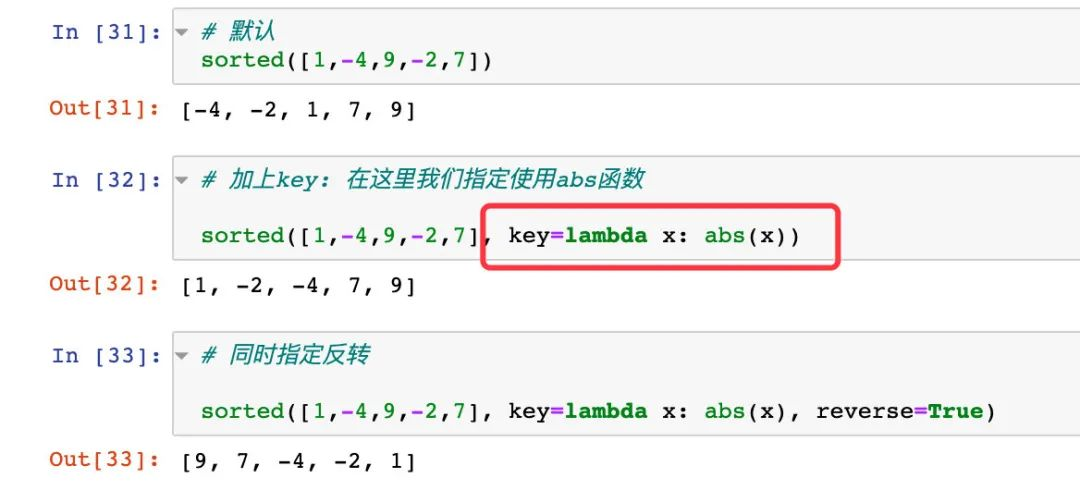 In [31]: # 默认
sorted([1,-4,9,-2,7])
Out[31]: [-4, -2, 1, 7, 9]
In [32]: # 加上key: 在这里我们指定使用abs函数
sorted([1,-4,9,-2,7], key=lambda x: abs(x))
Out[32]: [1, -2, -4, 7, 9]
In [33]: # 同时指定反转
sorted([1,-4,9,-2,7], key=lambda x: abs(x), reverse=True)
Out[33]: [9, 7, -4, -2, 1]